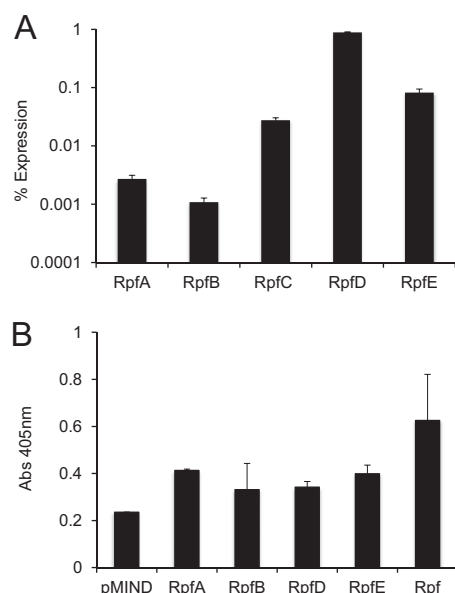 A
% Expression
1
0.1
0.01
0.001
0.0001
RpfA RpfB RpfC RpfD RpfE
B
Abs 405nm
1
0.8
0.6
0.4
0.2
0
pMIND RpfA RpfB RpfD RpfE Rpf